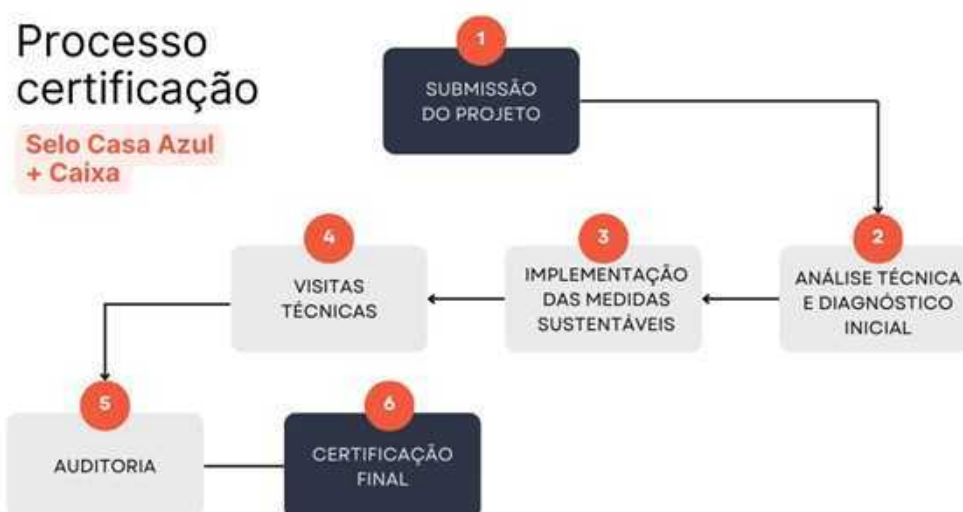 Processo
certificação
Selo Casa Azul
+ Caixa
1
SUBMISSÃO
DO PROJETO
2
ANÁLISE TÉCNICA
E DIAGNÓSTICO
INICIAL
3
IMPLEMENTAÇÃO
DAS MEDIDAS
SUSTENTÁVEIS
4
VISITAS
TÉCNICAS
5
AUDITORIA
6
CERTIFICAÇÃO
FINAL